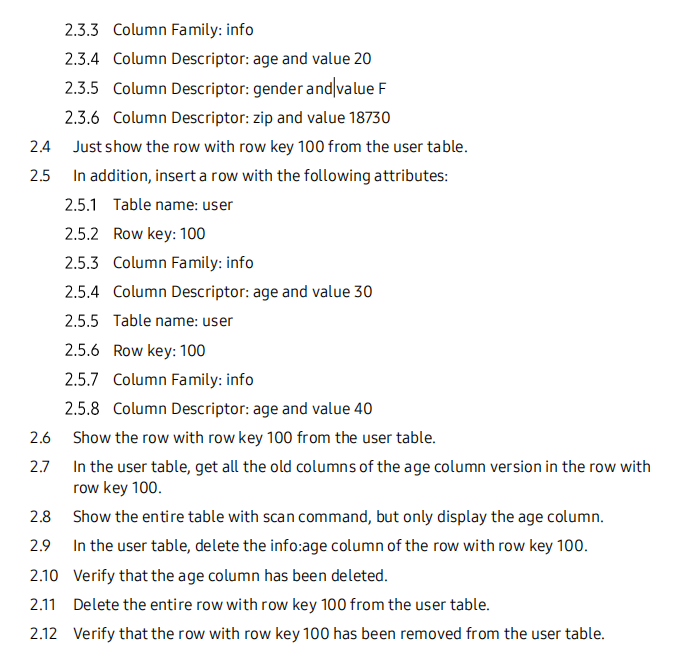 2.3.3 Column Family: info
2.3.4 Column Descriptor: age and value 20
2.3.5 Column Descriptor: gender and value F
2.3.6 Column Descriptor: zip and value 18730
2.4 Just show the row with row key 100 from the user table.
2.5 In addition, insert a row with the following attributes:
2.5.1 Table name: user
2.5.2 Row key: 100
2.5.3 Column Family: info
2.5.4 Column Descriptor: age and value 30
2.5.5 Table name: user
2.5.6 Row key: 100
2.5.7 Column Family: info
2.5.8 Column Descriptor: age and value 40
2.6 Show the row with row key 100 from the user table.
2.7 In the user table, get all the old columns of the age column version in the row with
row key 100.
2.8 Show the entire table with scan command, but only display the age column.
2.9 In the user table, delete the info:age column of the row with row key 100.
2.10 Verify that the age column has been deleted.
2.11 Delete the entire row with row key 100 from the user table.
2.12 Verify that the row with row key 100 has been removed from the user table.